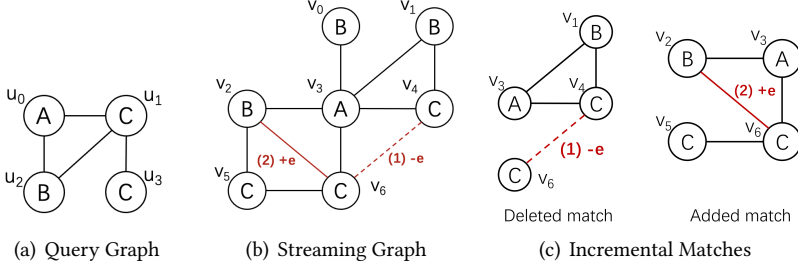 u0
A
u1
C
u2
B
u3
C
(a) Query Graph
v0
B
v1
B
v2
B
v3
A
v4
C
(2) +e
(1) -e
v5
C
C
v6
(b) Streaming Graph
v1
B
v3
A
v4
C
(1) -e
C
v6
Deleted match
v2
B
v3
A
(2) +e
v5
C
v6
C
Added match
(c) Incremental Matches